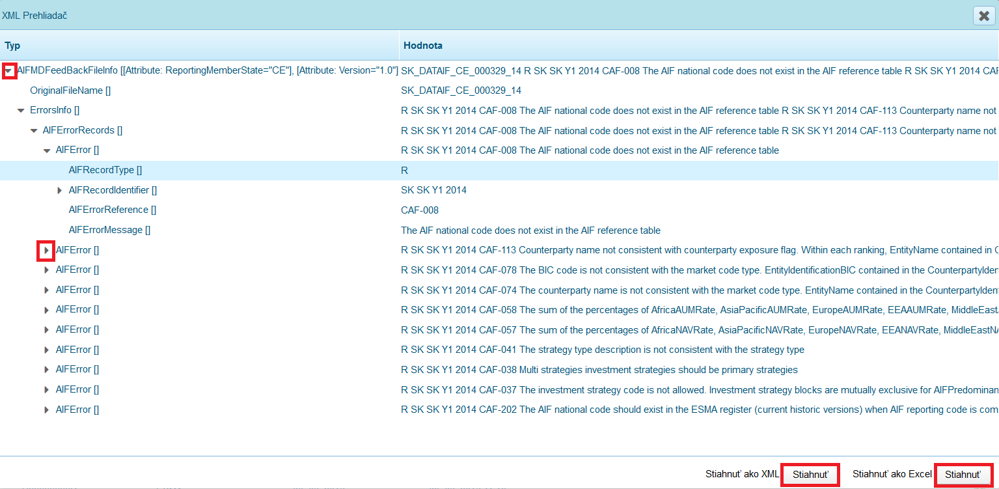 XML Prehliadač
Typ Hodnota
AIFMDFeedBackFileInfo [[Attribute: ReportingMemberState="CE"], [Attribute: Version="1.0"] SK_DATAIF_CE_000329_14 R SK SK Y1 2014 CAF-008 The AIF national code does not exist in the AIF reference table R SK SK Y1 2014
OriginalFileName [] SK_DATAIF_CE_000329_14
ErrorsInfo [] R SK SK Y1 2014 CAF-008 The AIF national code does not exist in the AIF reference table R SK SK Y1 2014 CAF-113 Counterparty name not
AIFErrorRecords [] R SK SK Y1 2014 CAF-008 The AIF national code does not exist in the AIF reference table R SK SK Y1 2014 CAF-113 Counterparty name not
AIFError [] R SK SK Y1 2014 CAF-008 The AIF national code does not exist in the AIF reference table
AIFRecordType [] R
AIFRecordIdentifier [] SK SK Y1 2014
AIFErrorReference [] CAF-008
AIFErrorMessage [] The AIF national code does not exist in the AIF reference table
AIFError [] R SK SK Y1 2014 CAF-113 Counterparty name not consistent with counterparty exposure flag. Within each ranking, EntityName contained in
AIFError [] R SK SK Y1 2014 CAF-078 The BIC code is not consistent with the market code type. EntityIdentificationBIC contained in the CounterpartyIden
AIFError [] R SK SK Y1 2014 CAF-074 The counterparty name is not consistent with the market code type. EntityName contained in the CounterpartyIdent
AIFError [] R SK SK Y1 2014 CAF-058 The sum of the percentages of AfricaAUMRate, AsiaPacificAUMRate, EuropeAUMRate, EEAAUMRate, MiddleEast
AIFError [] R SK SK Y1 2014 CAF-057 The sum of the percentages of AfricaNAVRate, AsiaPacificNAVRate, EuropeNAVRate, EEANAVRate, MiddleEastN
AIFError [] R SK SK Y1 2014 CAF-041 The strategy type description is not consistent with the strategy type
AIFError [] R SK SK Y1 2014 CAF-038 Multi strategies investment strategies should be primary strategies
AIFError [] R SK SK Y1 2014 CAF-037 The investment strategy code is not allowed. Investment strategy blocks are mutually exclusive for AIFPredominan
AIFError [] R SK SK Y1 2014 CAF-202 The AIF national code should exist in the ESMA register (current historic versions) when AIF reporting code is com
Stiahnuť ako XML Stiahnuť Stiahnuť ako Excel Stiahnuť